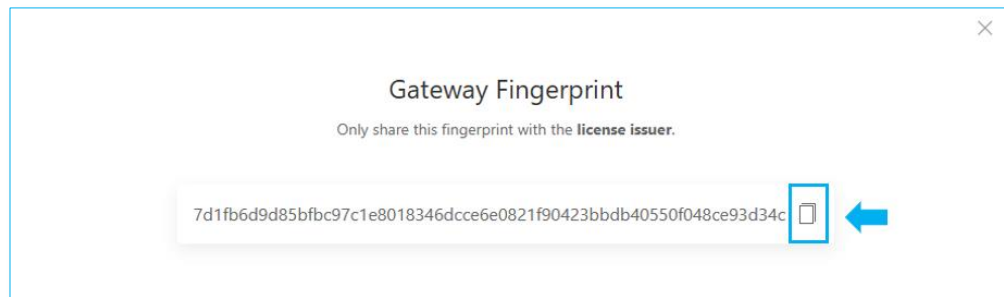 Gateway Fingerprint
Only share this fingerprint with the license issuer.
7d1fb6d9d85bfbc97c1e8018346dcce6e0821f90423bbdb40550f048ce93d34c